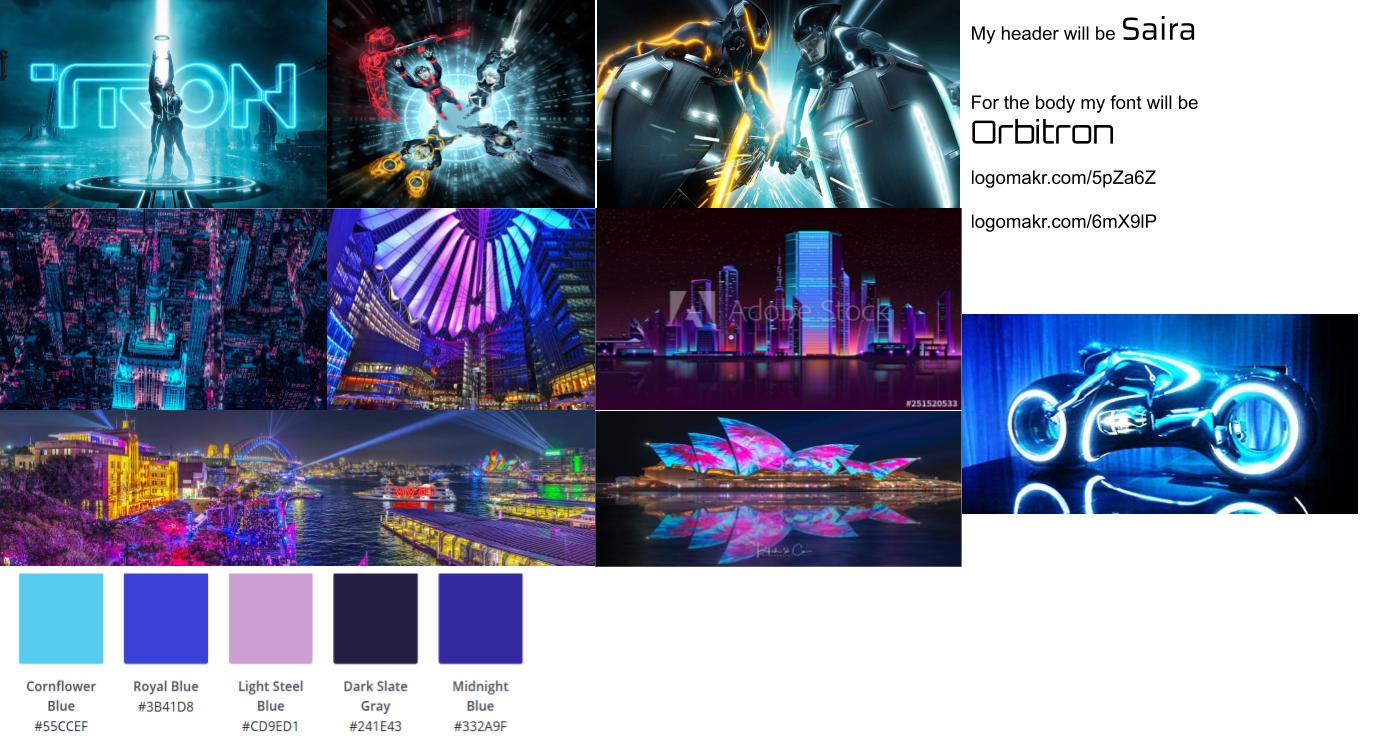 TRON
My header will be Saira
For the body my font will be
Orbitron
logomakr.com/5pZa6Z
logomakr.com/6mX9lP
Adobe Stock
#251520533
Cornflower
Blue
#55CCEF
Royal Blue
#3B41D8
Light Steel
Blue
#CD9ED1
Dark Slate
Gray
#241E43
Midnight
Blue
#332A9F